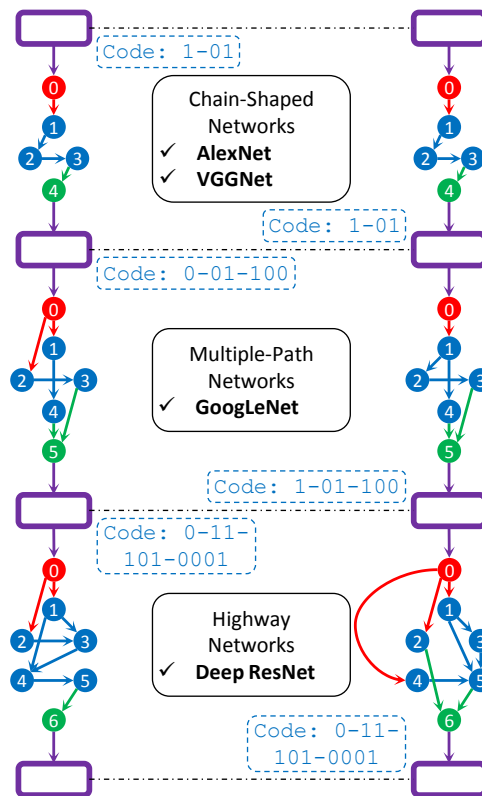 Code: 1-01
0
1
2 3
4
Chain-Shaped
Networks
✓ AlexNet
✓ VGGNet
0
1
2 3
4
Code: 1-01
Code: 0-01-100
0
1
2 3
4
5
Multiple-Path
Networks
✓ GoogLeNet
0
1
2 3
4
5
Code: 1-01-100
Code: 0-11-
101-0001
0
1
2 3
4 5
6
Highway
Networks
✓ Deep ResNet
0
1
2 3
4 5
6
Code: 0-11-
101-0001